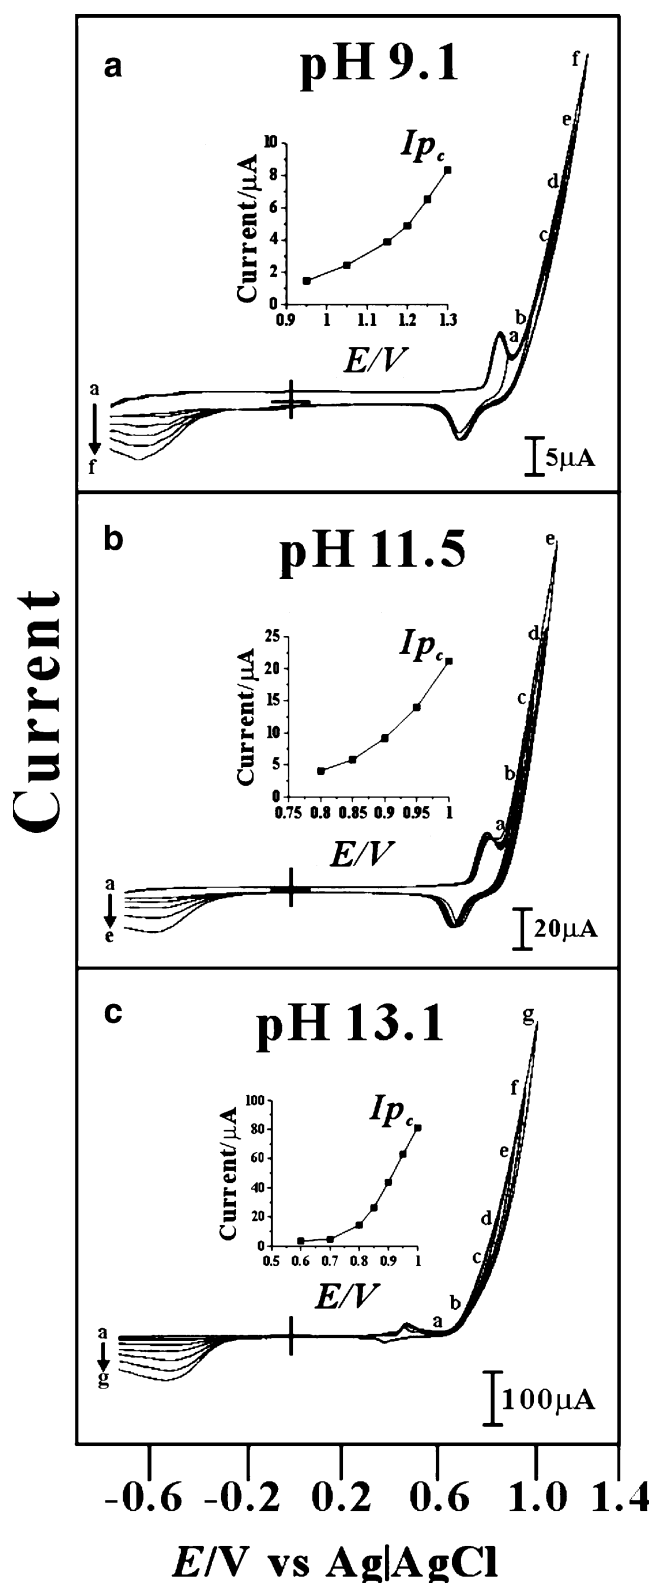 a
pH 9.1
f
e
d
c
b
a
Ip_c
Current/μA
10
8
6
4
2
0
0.9 1 1.1 1.2 1.3
E/V
a
f
5μA
b
pH 11.5
e
d
c
b
a
Ip_c
Current/μA
25
20
15
10
5
0
0.75 0.8 0.85 0.9 0.95 1
E/V
a
e
20μA
Current
c
pH 13.1
g
f
e
d
c
b
a
Ip_c
Current/μA
100
80
60
40
20
0
0.5 0.6 0.7 0.8 0.9 1
E/V
a
g
100μA
-0.6 -0.2 0.2 0.6 1.0 1.4
E/V vs Ag|AgCl